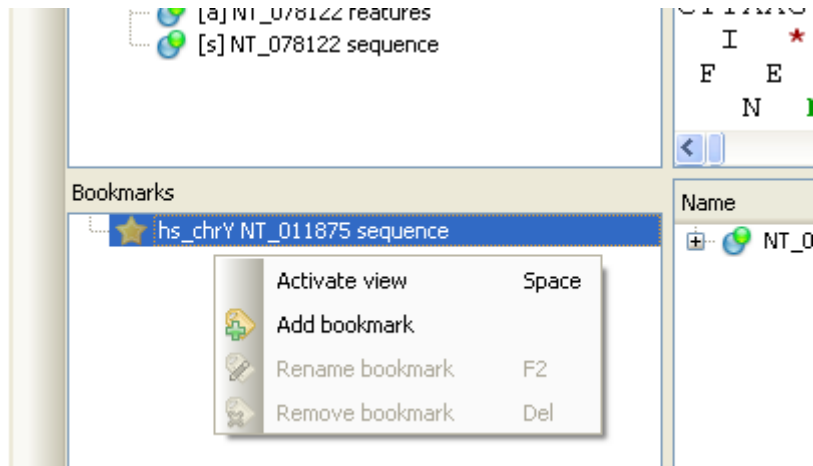 [a] NT_078122 features
[s] NT_078122 sequence
I *
F E
N
Bookmarks
hs_chrY NT_011875 sequence
Activate view Space
Add bookmark
Rename bookmark F2
Remove bookmark Del
Name
NT_0